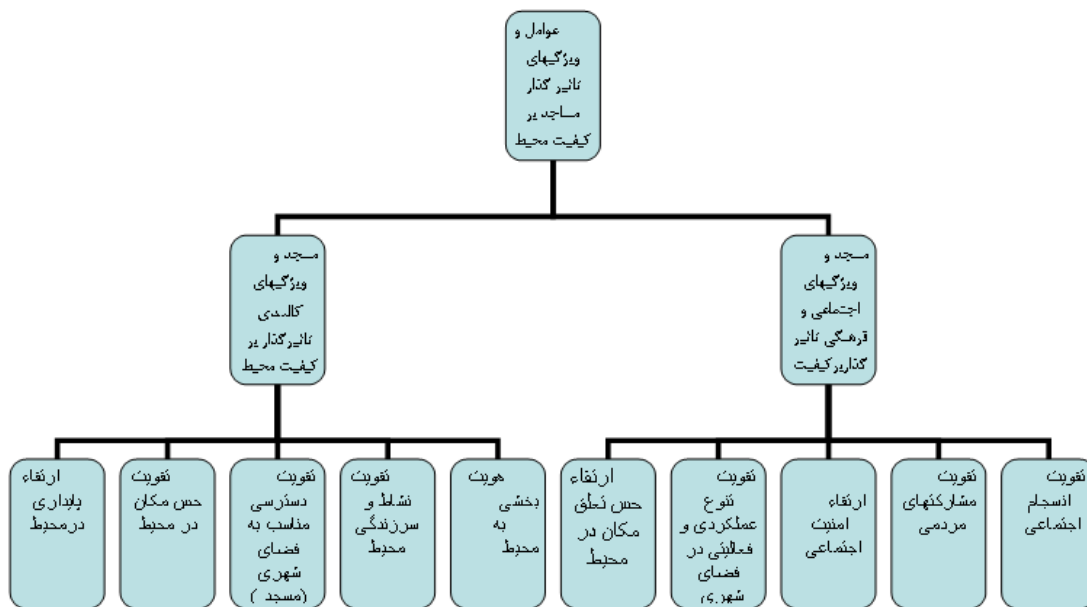 عوامل و
ویژگیهای
تاثیر گذار
مساجد بر
کیفیت محیط
مسجد و
ویژگیهای
اجتماعی و
فرهنگی تاثیر
گذاربر کیفیت
مسجد و
ویژگیهای
کالبدی
تاثیرگذار بر
کیفیت محیط
تقویت
انسجام
اجتماعی
تقویت
مشارکتهای
مردمی
ارتقاء
امنیت
اجتماعی
تقویت
تنوع
عملکردی و
فعالیتی در
فضای
شهری
ارتقاء
حس تعلق
مکان در
محیط
هویت
بخشی
به
محیط
تقویت
نشاط و
سرزندگی
محیط
تقویت
دسترسی
مناسب به
فضای
شهری
(مسجد )
تقویت
حس مکان
در محیط
ارتقاء
پایداری
درمحیط